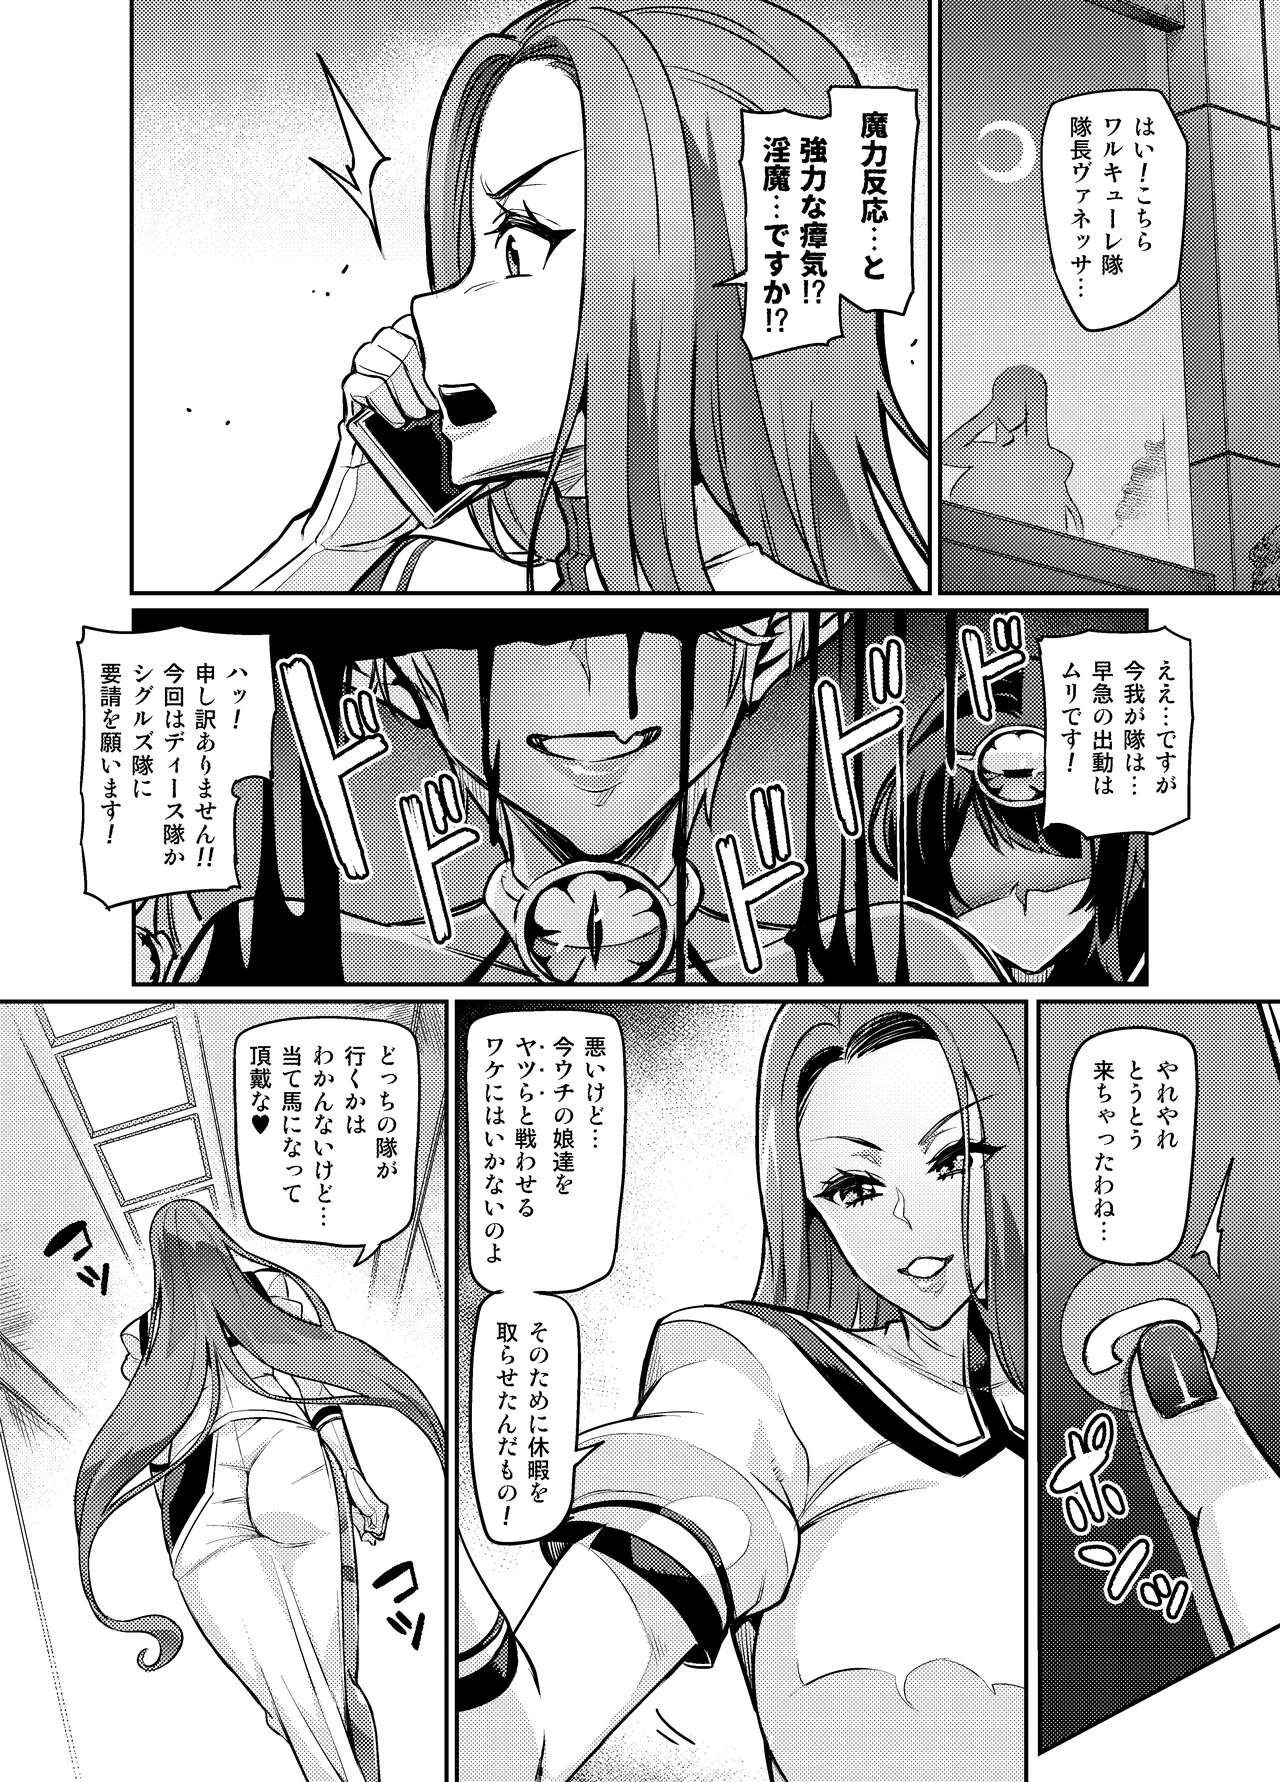 はい！こちら
ワルキューレ隊
隊長ヴァネッサ…
魔力反応…と
強力な瘴気!?
淫魔…ですか!?
ええ…ですが
今我が隊は…
早急の出動は
ムリです！
ドドドド
ハッ！
申し訳ありません!!
今回はディース隊か
シグルズ隊に
要請を願います！
やれやれ
とうとう
来ちゃったわね…
ポンッ
悪いけど…
今ウチの娘達を
ヤツらと戦わせる
ワケにはいかないのよ
そのために休暇を
取らせたんだもの！
どっちの隊が
行くかは
わかんないけど…
当て馬になって
頂戴な♥
コツ
コツ